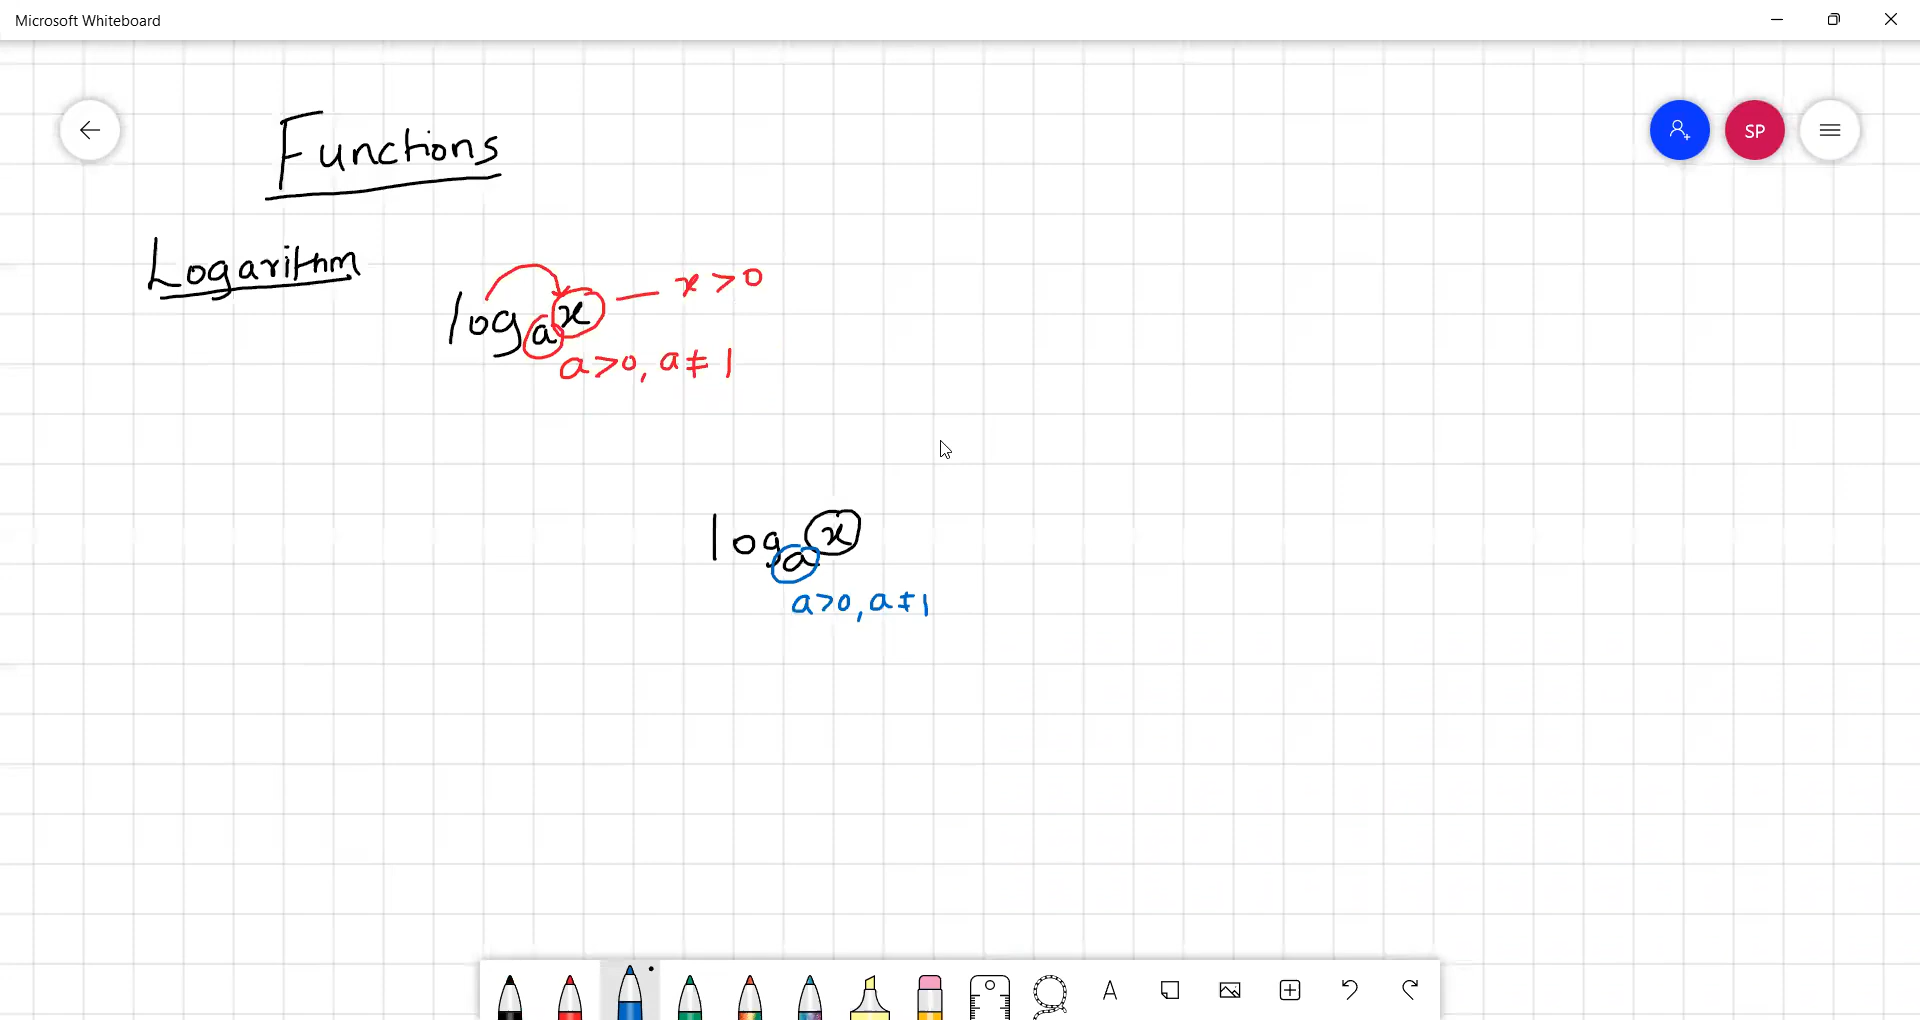 Microsoft Whiteboard
SP
Functions
Logarithm
logₐx — x > 0
a > 0, a ≠ 1
logₐx
a > 0, a ≠ 1
A